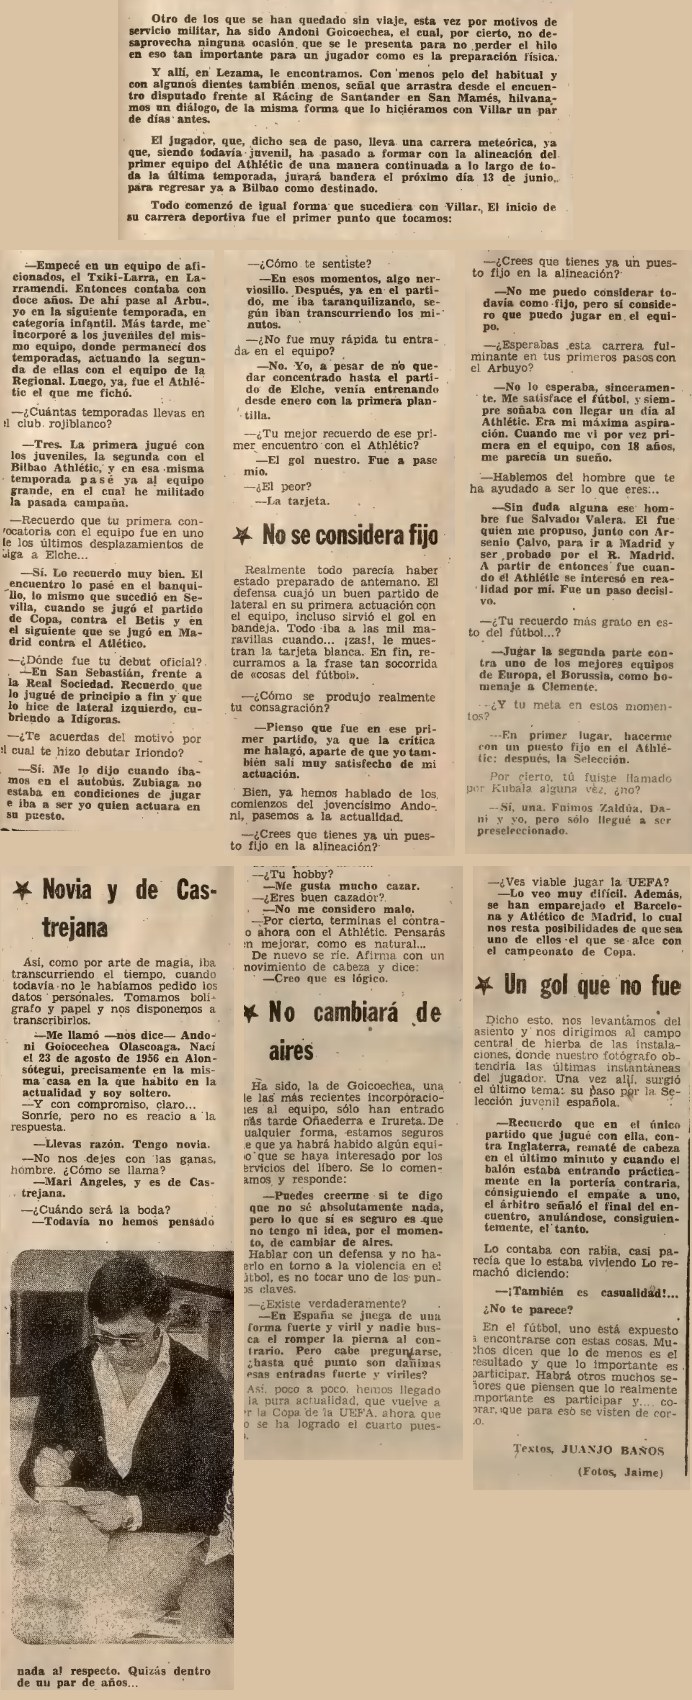 Otro de los que se han quedado sin viaje, esta vez por motivos de
servicio militar, ha sido Andoni Goicoechea, el cual, por cierto, no de-
saprovecha ninguna ocasión, que se le presenta para no perder el hilo
en eso tan importante para un jugador como es la preparación física.
Y allí, en Lezama, le encontramos. Con menos pelo del habitual y
con algunos dientes también menos, señal que arrastra desde el encuen-
tro disputado frente al Rácing de Santander en San Mamés, hilvana-
mos un diálogo, de la misma forma que lo hiciéramos con Villar un par
de días antes.
El jugador, que, dicho sea de paso, lleva una carrera meteórica, ya
que, siendo todavía juvenil, ha pasado a formar con la alineación del
primer equipo del Athlétic de una manera continuada a lo largo de to-
da la última temporada, jurará bandera el próximo día 13 de junio,
para regresar ya a Bilbao como destinado.
Todo comenzó de igual forma que sucediera con Villar. El inicio de
su carrera deportiva fue el primer punto que tocamos:
—Empecé en un equipo de afi-
cionados, el Txiki-Larra, en La-
rramendi. Entonces contaba con
doce años. De ahí pase al Arbu-
yo en la siguiente temporada, en
categoría infantil. Más tarde, me
incorporé a los juveniles del mis-
mo equipo, donde permanecí dos
temporadas, actuando la segun-
da de ellas con el equipo de la
Regional. Luego, ya, fue el Athlé-
tic el que me fichó.
—¿Cuántas temporadas llevas en
el club rojiblanco?
—Tres. La primera jugué con
los juveniles, la segunda con el
Bilbao Athlétic, y en esa misma
temporada pasé ya al equipo
grande, en el cual he militado
la pasada campaña.
—Recuerdo que tu primera con-
vocatoria con el equipo fue en uno
de los últimos desplazamientos de
Liga a Elche...
—Sí. Lo recuerdo muy bien. El
encuentro lo pasé en el banqui-
llo, lo mismo que sucedió en Se-
villa, cuando se jugó el partido
de Copa, contra el Betis y en
el siguiente que se jugó en Ma-
drid contra el Atlético.
—¿Dónde fue tu debut oficial?
—En San Sebastián, frente a
la Real Sociedad. Recuerdo que
lo jugué de principio a fin y que
lo hice de lateral izquierdo, cu-
briendo a Idígoras.
—¿Te acuerdas del motivo por
el cual te hizo debutar Iriondo?
—Sí. Me lo dijo cuando íba-
mos en el autobús. Zubiaga no
estaba en condiciones de jugar
e iba a ser yo quien actuara en
su puesto.
—¿Cómo te sentiste?
—En esos momentos, algo ner-
viosillo. Después, ya en el parti-
do, me iba taranquilizando, se-
gún iban transcurriendo los mi-
nutos.
—¿No fue muy rápida tu entra-
da en el equipo?
—No. Yo, a pesar de no que-
dar concentrado hasta el parti-
do de Elche, venía entrenando
desde enero con la primera plan-
tilla.
—¿Tu mejor recuerdo de ese pri-
mer encuentro con el Athlétic?
—El gol nuestro. Fue a pase
mío.
—¿El peor?
—La tarjeta.
★ No se considera fijo
Realmente todo parecía haber
estado preparado de antemano. El
defensa cuajó un buen partido de
lateral en su primera actuación con
el equipo, incluso sirvió el gol en
bandeja. Todo iba a las mil ma-
ravillas cuando... ¡zas!, le mues-
tran la tarjeta blanca. En fin, re-
curramos a la frase tan socorrida
de «cosas del fútbol».
—¿Cómo se produjo realmente
tu consagración?
—Pienso que fue en ese pri-
mer partido, ya que la crítica
me halagó, aparte de que yo tam-
bién salí muy satisfecho de mi
actuación.
Bien, ya hemos hablado de los
comienzos del jovencísimo Ando-
ni, pasemos a la actualidad.
—¿Crees que tienes ya un pues-
to fijo en la alineación?
—¿Crees que tienes ya un pues-
to fijo en la alineación?
—No me puedo considerar to-
davía como fijo, pero sí conside-
ro que puedo jugar en el equi-
po.
—¿Esperabas esta carrera ful-
minante en tus primeros pasos con
el Arbuyo?
—No lo esperaba, sinceramen-
te. Me satisface el fútbol, y siem-
pre soñaba con llegar un día al
Athlétic. Era mi máxima aspira-
ción. Cuando me vi por vez pri-
mera en el equipo, con 18 años,
me parecía un sueño.
—Hablemos del hombre que te
ha ayudado a ser lo que eres...
—Sin duda alguna ese hom-
bre fue Salvador Valera. El fue
quien me propuso, junto con Ar-
senio Calvo, para ir a Madrid y
ser probado por el R. Madrid.
A partir de entonces fue cuan-
do el Athlétic se interesó en rea-
lidad por mí. Fue un paso decisi-
vo.
—¿Tu recuerdo más grato en es-
to del fútbol...?
—Jugar la segunda parte con-
tra uno de los mejores equipos
de Europa, el Borussia, como ho-
menaje a Clemente.
—¿Y tu meta en estos momen-
tos?
—En primer lugar, hacerme
con un puesto fijo en el Athlé-
tic; después, la Selección.
Por cierto, tú fuiste llamado
por Kubala alguna vez, ¿no?
—Sí, una. Fuimos Zaldúa, Da-
ni y yo, pero sólo llegué a ser
preseleccionado.
★ Novia y de Cas-
trejana
Asi, como por arte de magia, iba
transcurriendo el tiempo, cuando
todavía no le habíamos pedido los
datos personales. Tomamos bolí-
grafo y papel y nos disponemos a
transcribirlos.
—Me llamó —nos dice— Ando-
ni Goiocechea Olascoaga. Nací
el 23 de agosto de 1956 en Alon-
sótegui, precisamente en la mis-
ma casa en la que habito en la
actualidad y soy soltero.
—Y con compromiso, claro...
Sonríe, pero no es reacio a la
respuesta.
—Llevas razón. Tengo novia.
—No nos dejes con las ganas,
hombre. ¿Cómo se llama?
—Mari Angeles, y es de Cas-
trejana.
—¿Cuándo será la boda?
—Todavía no hemos pensado
nada al respecto. Quizás dentro
de un par de años...
—¿Tu hobby?
—Me gusta mucho cazar.
—¿Eres buen cazador?
—No me considero malo.
—Por cierto, terminas el contra-
o ahora con el Athlétic. Pensarás
en mejorar, como es natural...
De nuevo se ríe. Afirma con un
movimiento de cabeza y dice:
—Creo que es lógico.
★ No cambiará de
aires
Ha sido, la de Goicoechea, una
de las más recientes incorporacio-
nes al equipo, sólo han entrado
más tarde Oñaederra e Irureta. De
cualquier forma, estamos seguros
de que ya habrá habido algún equi-
po que se haya interesado por los
servicios del líbero. Se lo comen-
tamos y responde:
—Puedes creerme si te digo
que no sé absolutamente nada,
pero lo que sí es seguro es que
no tengo ni idea, por el momen-
to, de cambiar de aires.
Hablar con un defensa y no ha-
cerlo en torno a la violencia en el
fútbol, es no tocar uno de los pun-
os claves.
—¿Existe verdaderamente?
—En España se juega de una
forma fuerte y viril y nadie bus-
ca el romper la pierna al con-
trario. Pero cabe preguntarse,
¿hasta qué punto son dañinas
esas entradas fuerte y viriles?
Así, poco a poco, hemos llegado
la pura actualidad, que vuelve a
r la Copa de la UEFA, ahora que
o se ha logrado el cuarto pues-
—¿Ves viable jugar la UEFA?
—Lo veo muy difícil. Además,
se han emparejado el Barcelo-
na y Atlético de Madrid, lo cual
nos resta posibilidades de que sea
uno de ellos el que se alce con
el campeonato de Copa.
★ Un gol que no fue
Dicho esto, nos levantamos del
asiento y nos dirigimos al campo
central de hierba de las instala-
ciones, donde nuestro fotógrafo ob-
tendría las últimas instantáneas
del jugador. Una vez allí, surgió
el último tema: su paso por la Se-
lección juvenil española.
—Recuerdo que en el único
partido que jugué con ella, con-
tra Inglaterra, rematé de cabeza
en el último minuto y cuando el
balón estaba entrando práctica-
mente en la portería contraria,
consiguiendo el empate a uno,
el árbitro señaló el final del en-
cuentro, anulándose, consiguien-
temente, el tanto.
Lo contaba con rabia, casi pa-
recía que lo estaba viviendo Lo re-
machó diciendo:
—¡También es casualidad!...
¿No te parece?
En el fútbol, uno está expuesto
a encontrarse con estas cosas. Mu-
chos dicen que lo de menos es el
resultado y que lo importante es
participar. Habrá otros muchos se-
ñores que piensen que lo realmente
importante es participar y.... co-
brar, que para eso se visten de cor-
o.
Textos, JUANJO BAÑOS
(Fotos, Jaime)